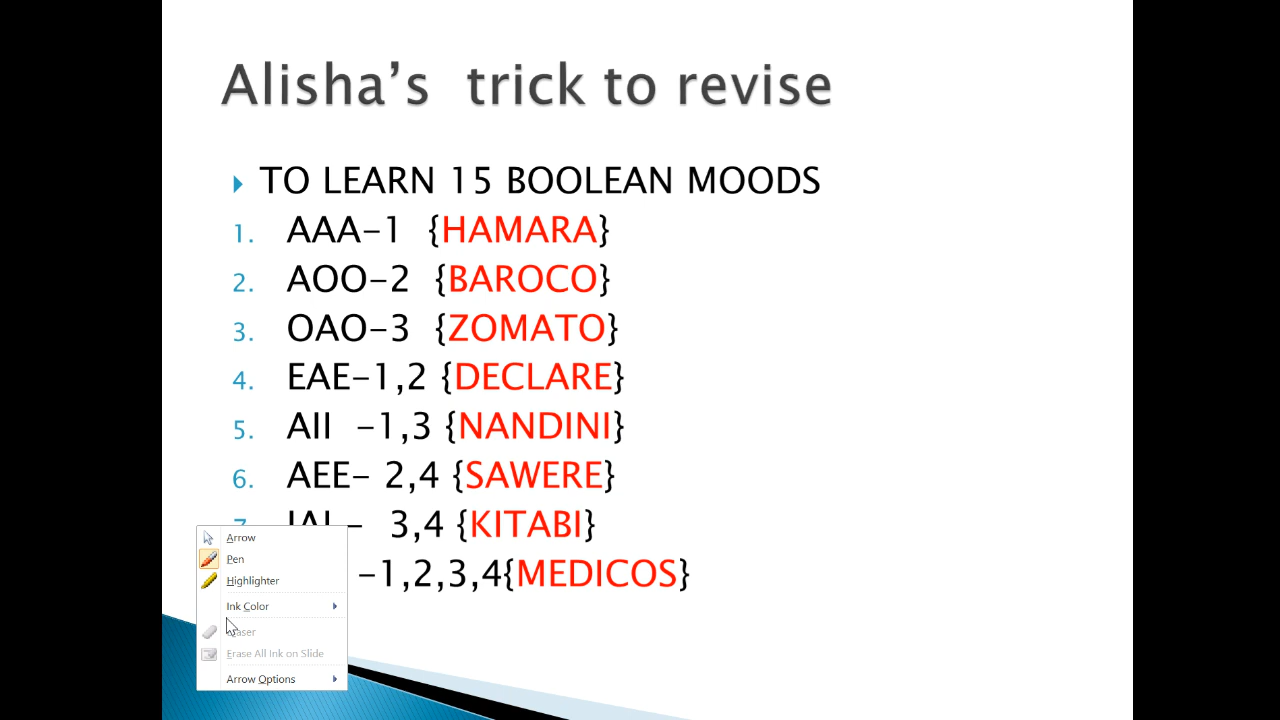 Alisha's trick to revise
TO LEARN 15 BOOLEAN MOODS
1. AAA-1 {HAMARA}
2. AOO-2 {BAROCO}
3. OAO-3 {ZOMATO}
4. EAE-1,2 {DECLARE}
5. AII -1,3 {NANDINI}
6. AEE- 2,4 {SAWERE}
7. IAI - 3,4 {KITABI}
-1,2,3,4{MEDICOS}
Arrow
Pen
Highlighter
Ink Color
Eraser
Erase All Ink on Slide
Arrow Options